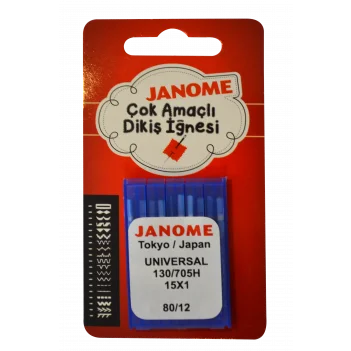 JANOME
Çok Amaçlı
Dikiş İğnesi
JANOME
Tokyo / Japan
UNIVERSAL
130/705H
15X1
80/12